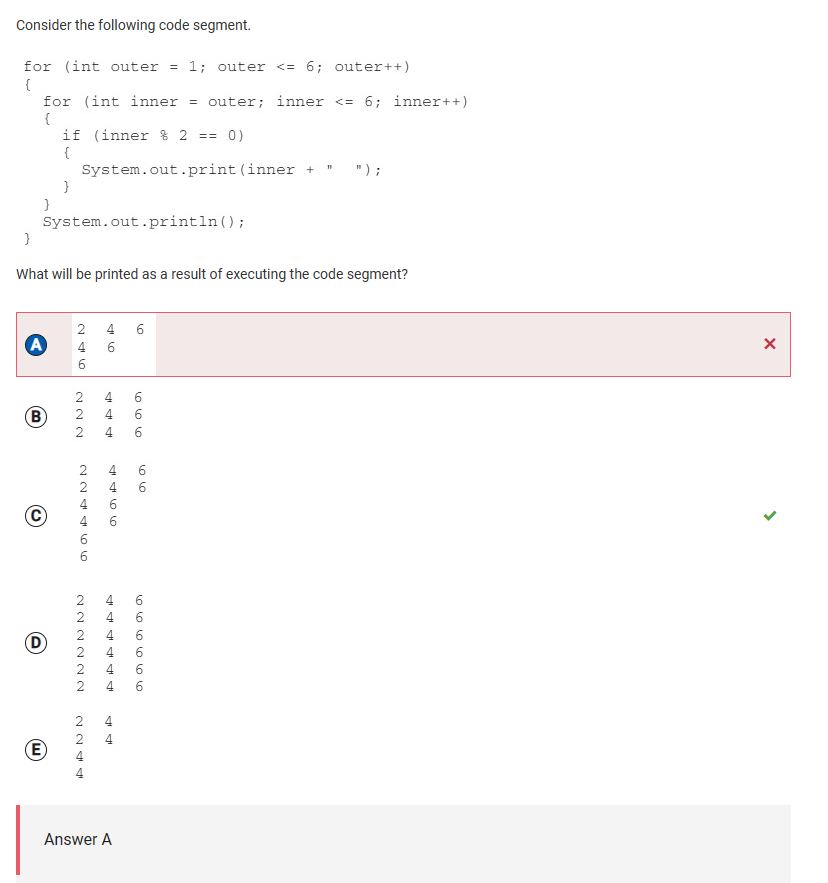 Consider the following code segment.
for (int outer = 1; outer <= 6; outer++)
{
  for (int inner = outer; inner <= 6; inner++)
  {
    if (inner % 2 == 0)
    {
      System.out.print(inner + "  ");
    }
  }
  System.out.println();
}
What will be printed as a result of executing the code segment?
A
2 4 6
4 6
6
B
2 4 6
2 4 6
2 4 6
C
2 4 6
2 4 6
4 6
4 6
6
6
D
2 4 6
2 4 6
2 4 6
2 4 6
2 4 6
2 4 6
E
2 4
2 4
4
4
Answer A